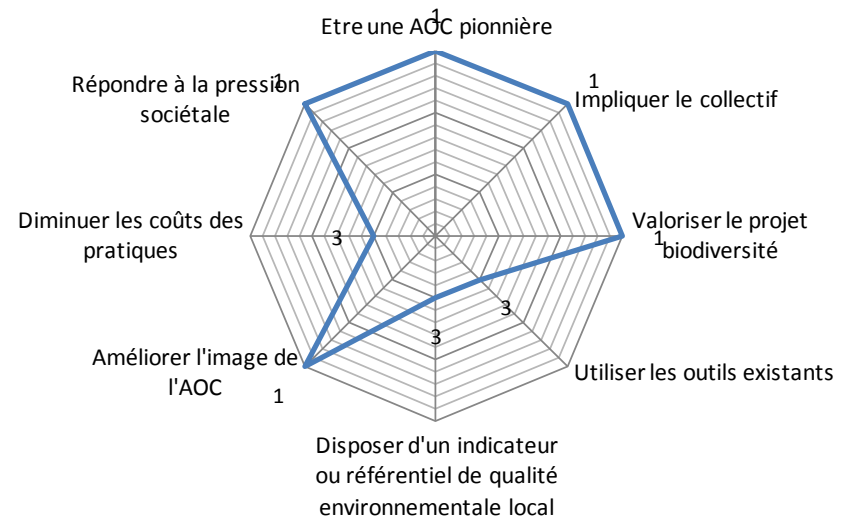 1
Etre une AOC pionnière
1
Impliquer le collectif
1
Valoriser le projet
biodiversité
3
Utiliser les outils existants
3
Disposer d'un indicateur
ou référentiel de qualité
environnementale local
1
Améliorer l'image de
l'AOC
3
Diminuer les coûts des
pratiques
1
Répondre à la pression
sociétale